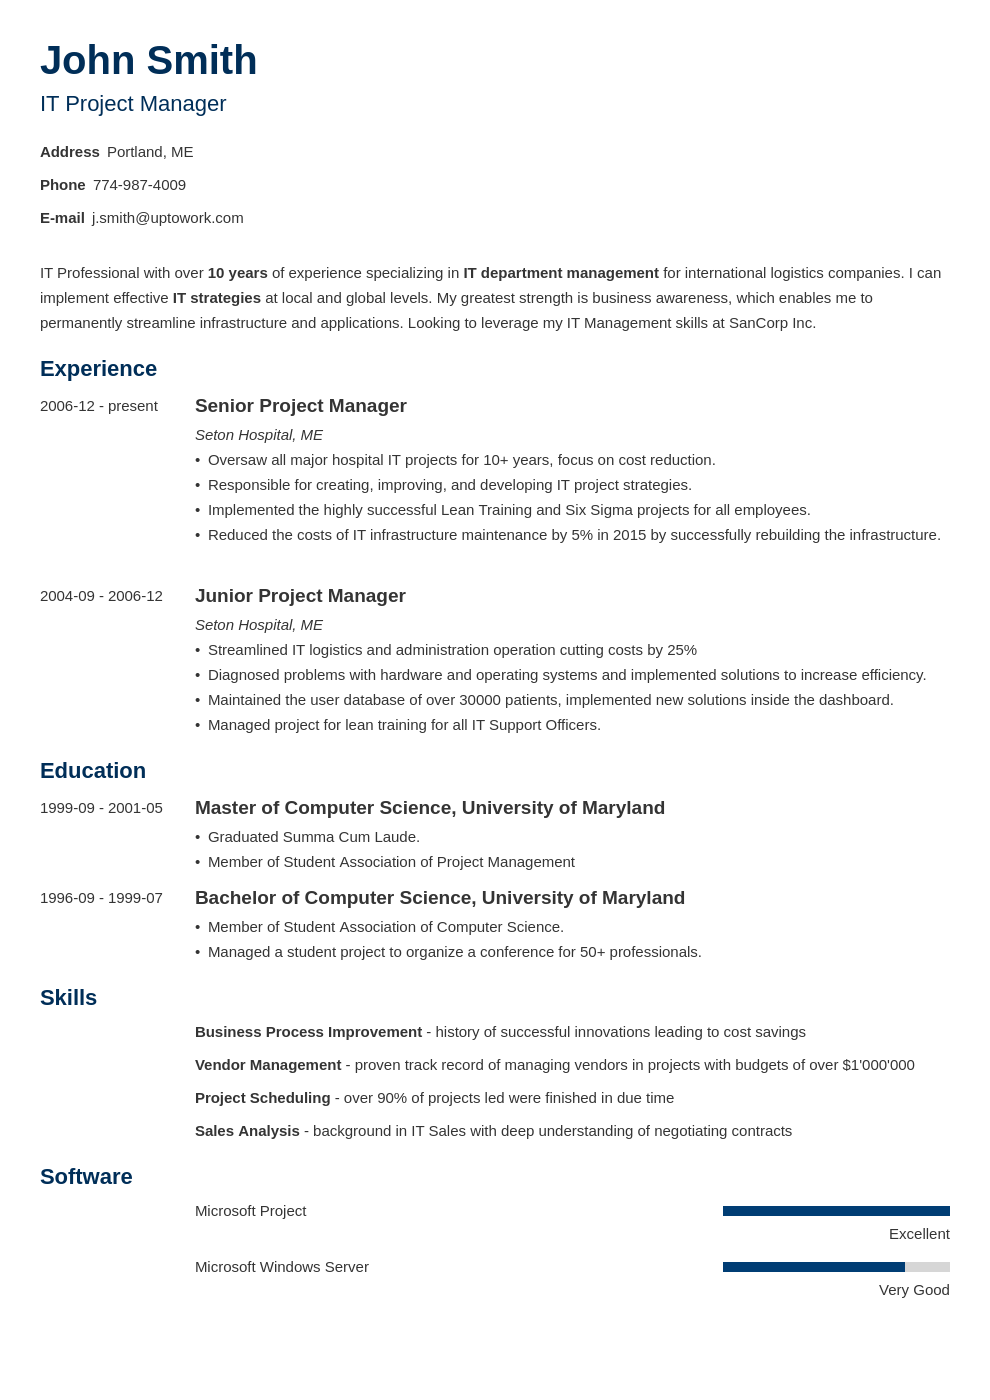 John Smith
IT Project Manager
Address Portland, ME
Phone 774-987-4009
E-mail j.smith@uptowork.com
IT Professional with over 10 years of experience specializing in IT department management for international logistics companies. I can
implement effective IT strategies at local and global levels. My greatest strength is business awareness, which enables me to
permanently streamline infrastructure and applications. Looking to leverage my IT Management skills at SanCorp Inc.
Experience
2006-12 - present Senior Project Manager
Seton Hospital, ME
• Oversaw all major hospital IT projects for 10+ years, focus on cost reduction.
• Responsible for creating, improving, and developing IT project strategies.
• Implemented the highly successful Lean Training and Six Sigma projects for all employees.
• Reduced the costs of IT infrastructure maintenance by 5% in 2015 by successfully rebuilding the infrastructure.
2004-09 - 2006-12 Junior Project Manager
Seton Hospital, ME
• Streamlined IT logistics and administration operation cutting costs by 25%
• Diagnosed problems with hardware and operating systems and implemented solutions to increase efficiency.
• Maintained the user database of over 30000 patients, implemented new solutions inside the dashboard.
• Managed project for lean training for all IT Support Officers.
Education
1999-09 - 2001-05 Master of Computer Science, University of Maryland
• Graduated Summa Cum Laude.
• Member of Student Association of Project Management
1996-09 - 1999-07 Bachelor of Computer Science, University of Maryland
• Member of Student Association of Computer Science.
• Managed a student project to organize a conference for 50+ professionals.
Skills
Business Process Improvement - history of successful innovations leading to cost savings
Vendor Management - proven track record of managing vendors in projects with budgets of over $1'000'000
Project Scheduling - over 90% of projects led were finished in due time
Sales Analysis - background in IT Sales with deep understanding of negotiating contracts
Software
Microsoft Project
Excellent
Microsoft Windows Server
Very Good